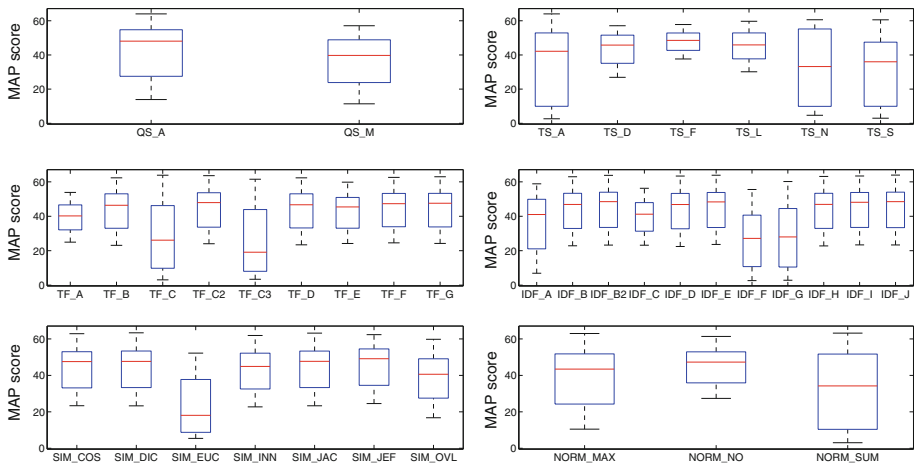 MAP score
60
40
20
0
QS_A QS_M
MAP score
60
40
20
0
TS_A TS_D TS_F TS_L TS_N TS_S
MAP score
60
40
20
0
TF_A TF_B TF_C TF_C2 TF_C3 TF_D TF_E TF_F TF_G
MAP score
60
40
20
0
IDF_A IDF_B IDF_B2 IDF_C IDF_D IDF_E IDF_F IDF_G IDF_H IDF_I IDF_J
MAP score
60
40
20
0
SIM_COS SIM_DIC SIM_EUC SIM_INN SIM_JAC SIM_JEF SIM_OVL
MAP score
60
40
20
0
NORM_MAX NORM_NO NORM_SUM